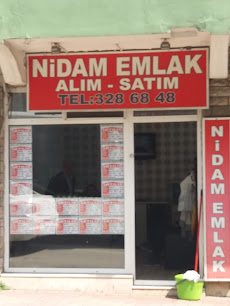 NiDAM EMLAK
ALIM - SATIM
TEL:328 68 48
NiDAM EMLAK